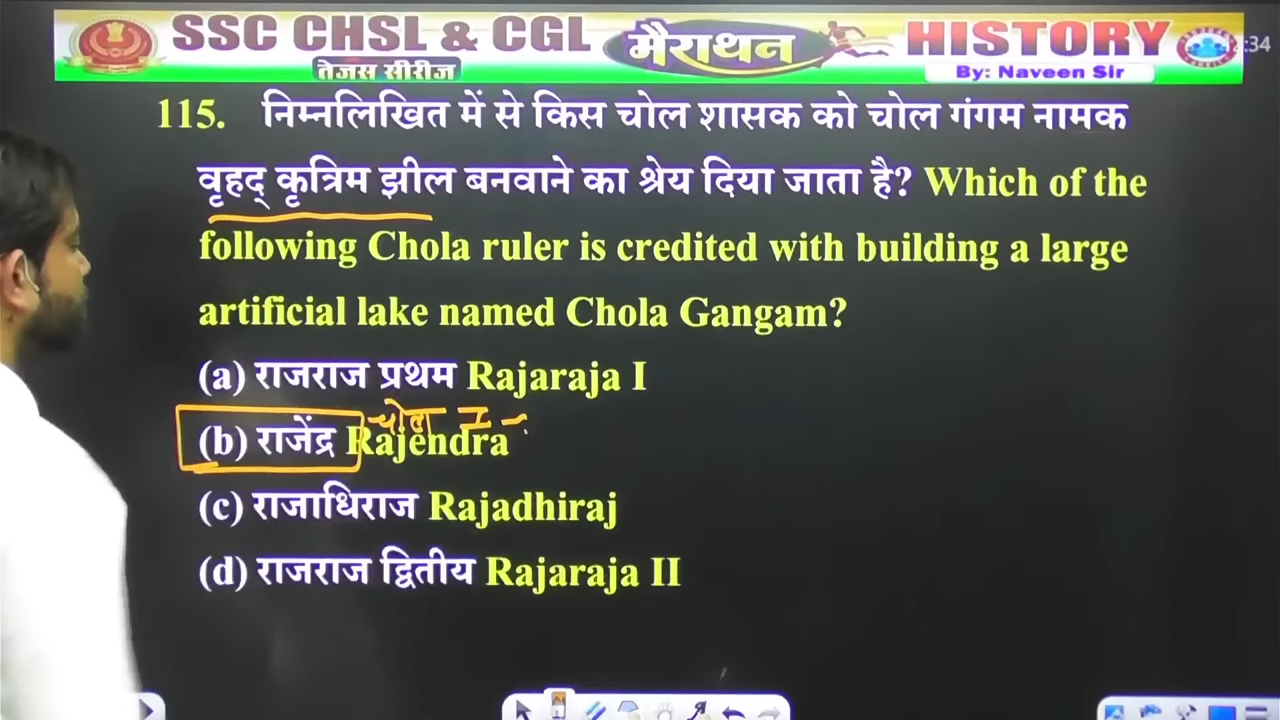 SSC CHSL & CGL मैराथन HISTORY
तेजस सीरीज By: Naveen Sir
:34
115. निम्नलिखित में से किस चोल शासक को चोल गंगम नामक
वृहद् कृत्रिम झील बनवाने का श्रेय दिया जाता है? Which of the
following Chola ruler is credited with building a large
artificial lake named Chola Gangam?
(a) राजराज प्रथम Rajaraja I
चोल I
(b) राजेंद्र Rajendra
(c) राजाधिराज Rajadhiraj
(d) राजराज द्वितीय Rajaraja II